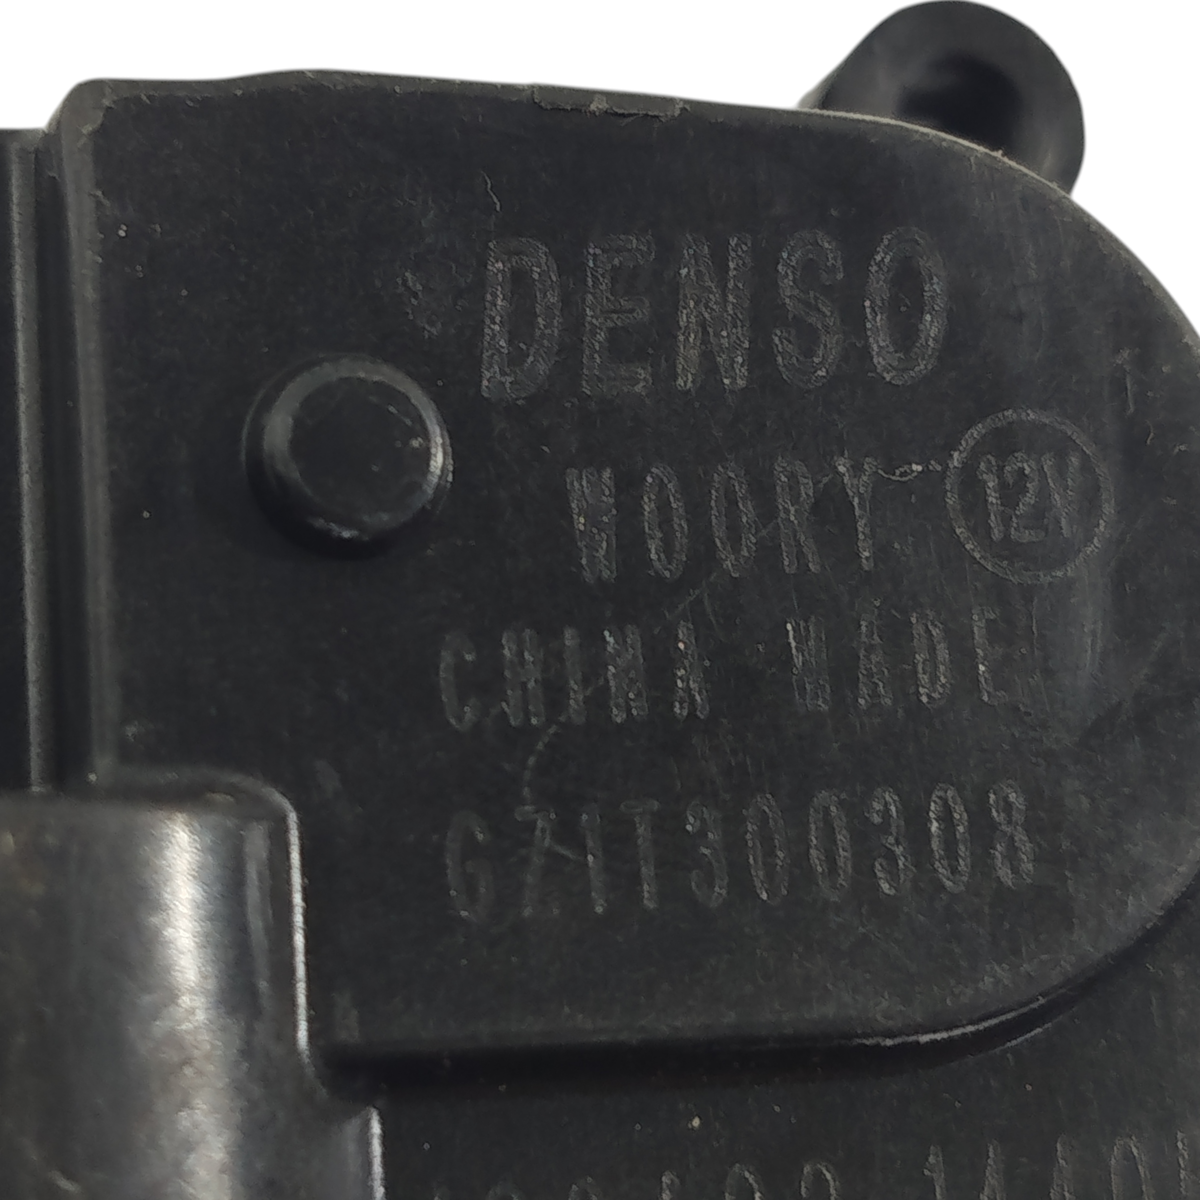 DENSO
WOORY 12V
CHINA MADE
GZ1T300308